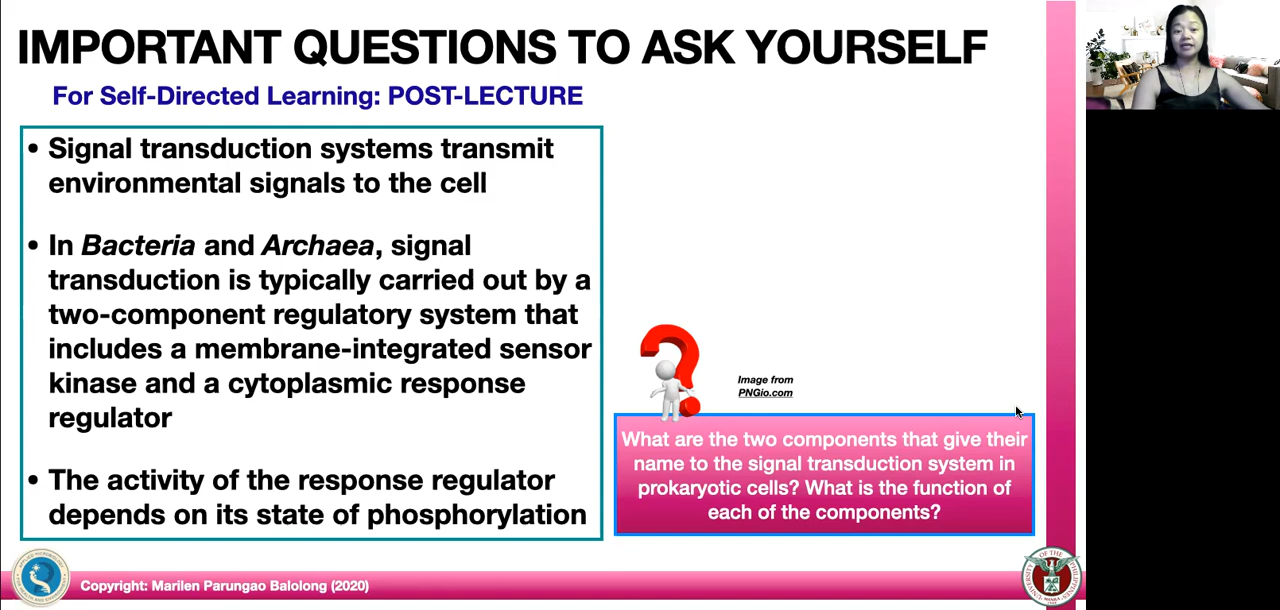 IMPORTANT QUESTIONS TO ASK YOURSELF
For Self-Directed Learning: POST-LECTURE
• Signal transduction systems transmit
environmental signals to the cell
• In Bacteria and Archaea, signal
transduction is typically carried out by a
two-component regulatory system that
includes a membrane-integrated sensor
kinase and a cytoplasmic response
regulator
• The activity of the response regulator
depends on its state of phosphorylation
Image from
PNGio.com
What are the two components that give their
name to the signal transduction system in
prokaryotic cells? What is the function of
each of the components?
Copyright: Marilen Parungao Balolong (2020)